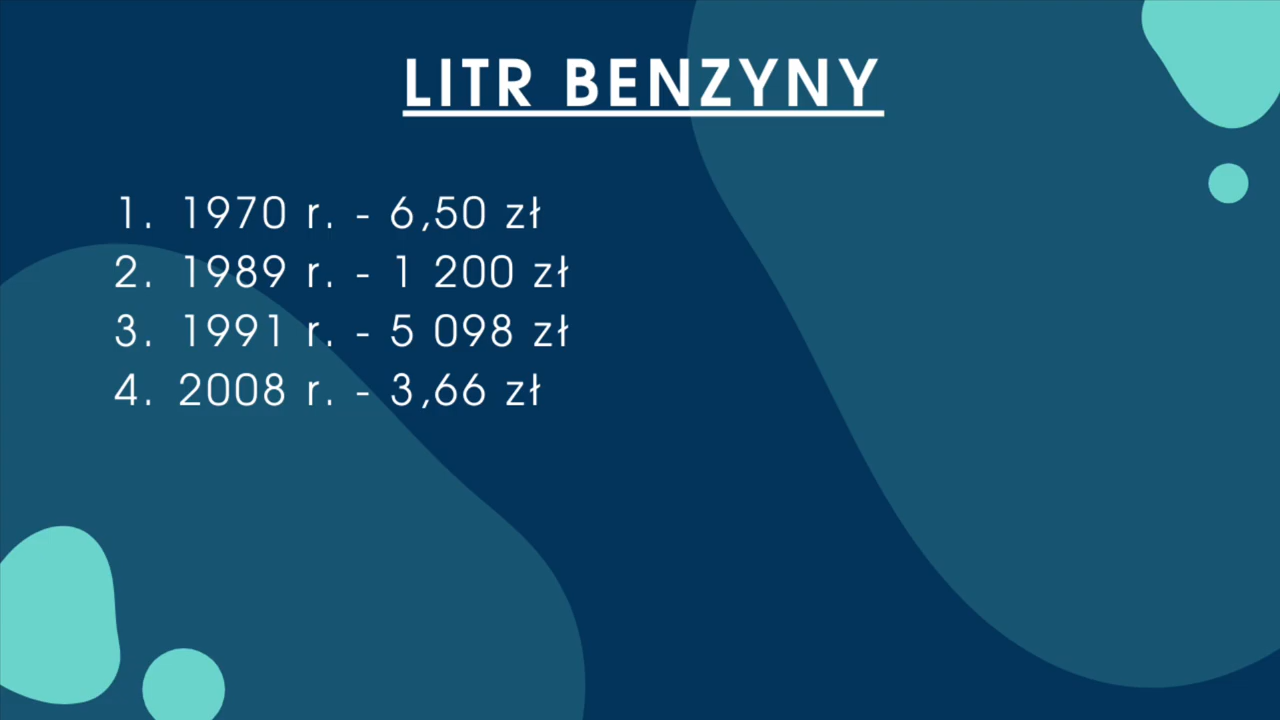 LITR BENZYNY
1. 1970 r. - 6,50 zł
2. 1989 r. - 1 200 zł
3. 1991 r. - 5 098 zł
4. 2008 r. - 3,66 zł